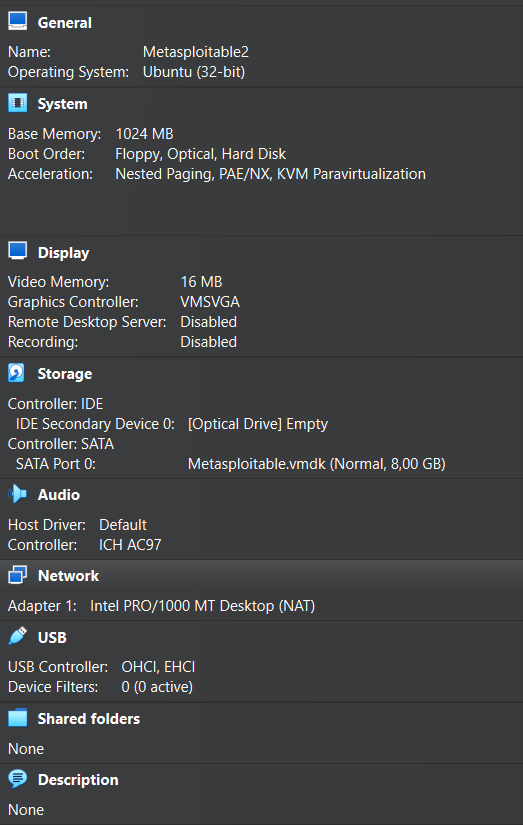 General
Name: Metasploitable2
Operating System: Ubuntu (32-bit)
System
Base Memory: 1024 MB
Boot Order: Floppy, Optical, Hard Disk
Acceleration: Nested Paging, PAE/NX, KVM Paravirtualization
Display
Video Memory: 16 MB
Graphics Controller: VMSVGA
Remote Desktop Server: Disabled
Recording: Disabled
Storage
Controller: IDE
IDE Secondary Device 0: [Optical Drive] Empty
Controller: SATA
SATA Port 0: Metasploitable.vmdk (Normal, 8,00 GB)
Audio
Host Driver: Default
Controller: ICH AC97
Network
Adapter 1: Intel PRO/1000 MT Desktop (NAT)
USB
USB Controller: OHCI, EHCI
Device Filters: 0 (0 active)
Shared folders
None
Description
None